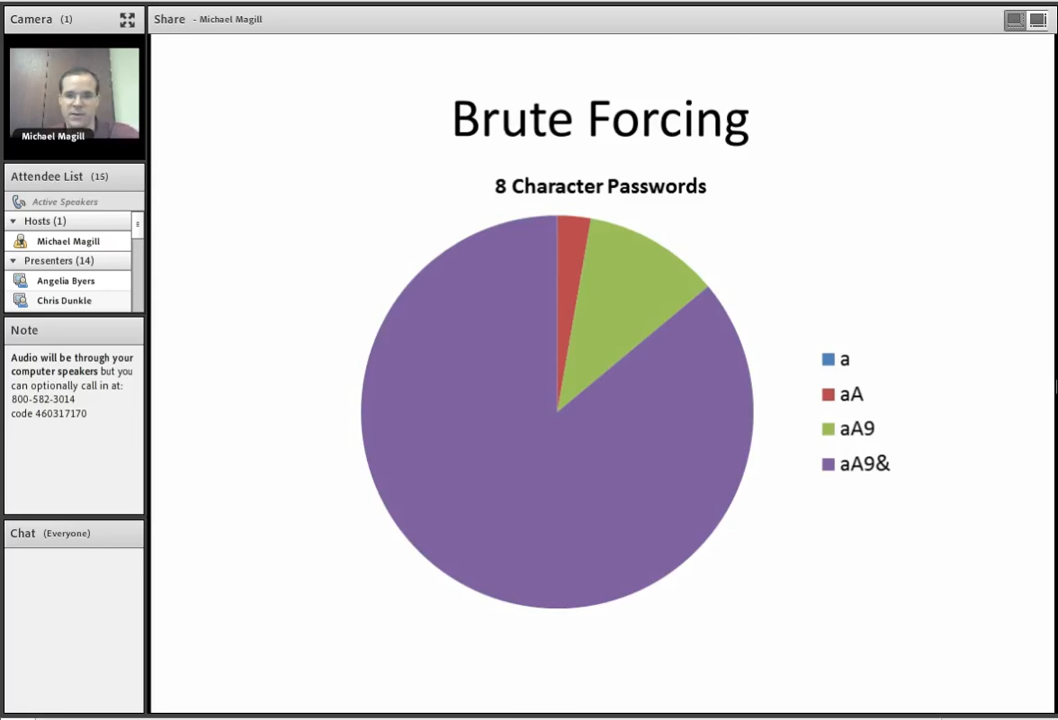 Camera (1)
Michael Magill
Attendee List (15)
Active Speakers
Hosts (1)
Michael Magill
Presenters (14)
Angelia Byers
Chris Dunkle
Note
Audio will be through your
computer speakers but you
can optionally call in at:
800-582-3014
code 460317170
Chat (Everyone)
Share - Michael Magill
Brute Forcing
8 Character Passwords
a
aA
aA9
aA9&